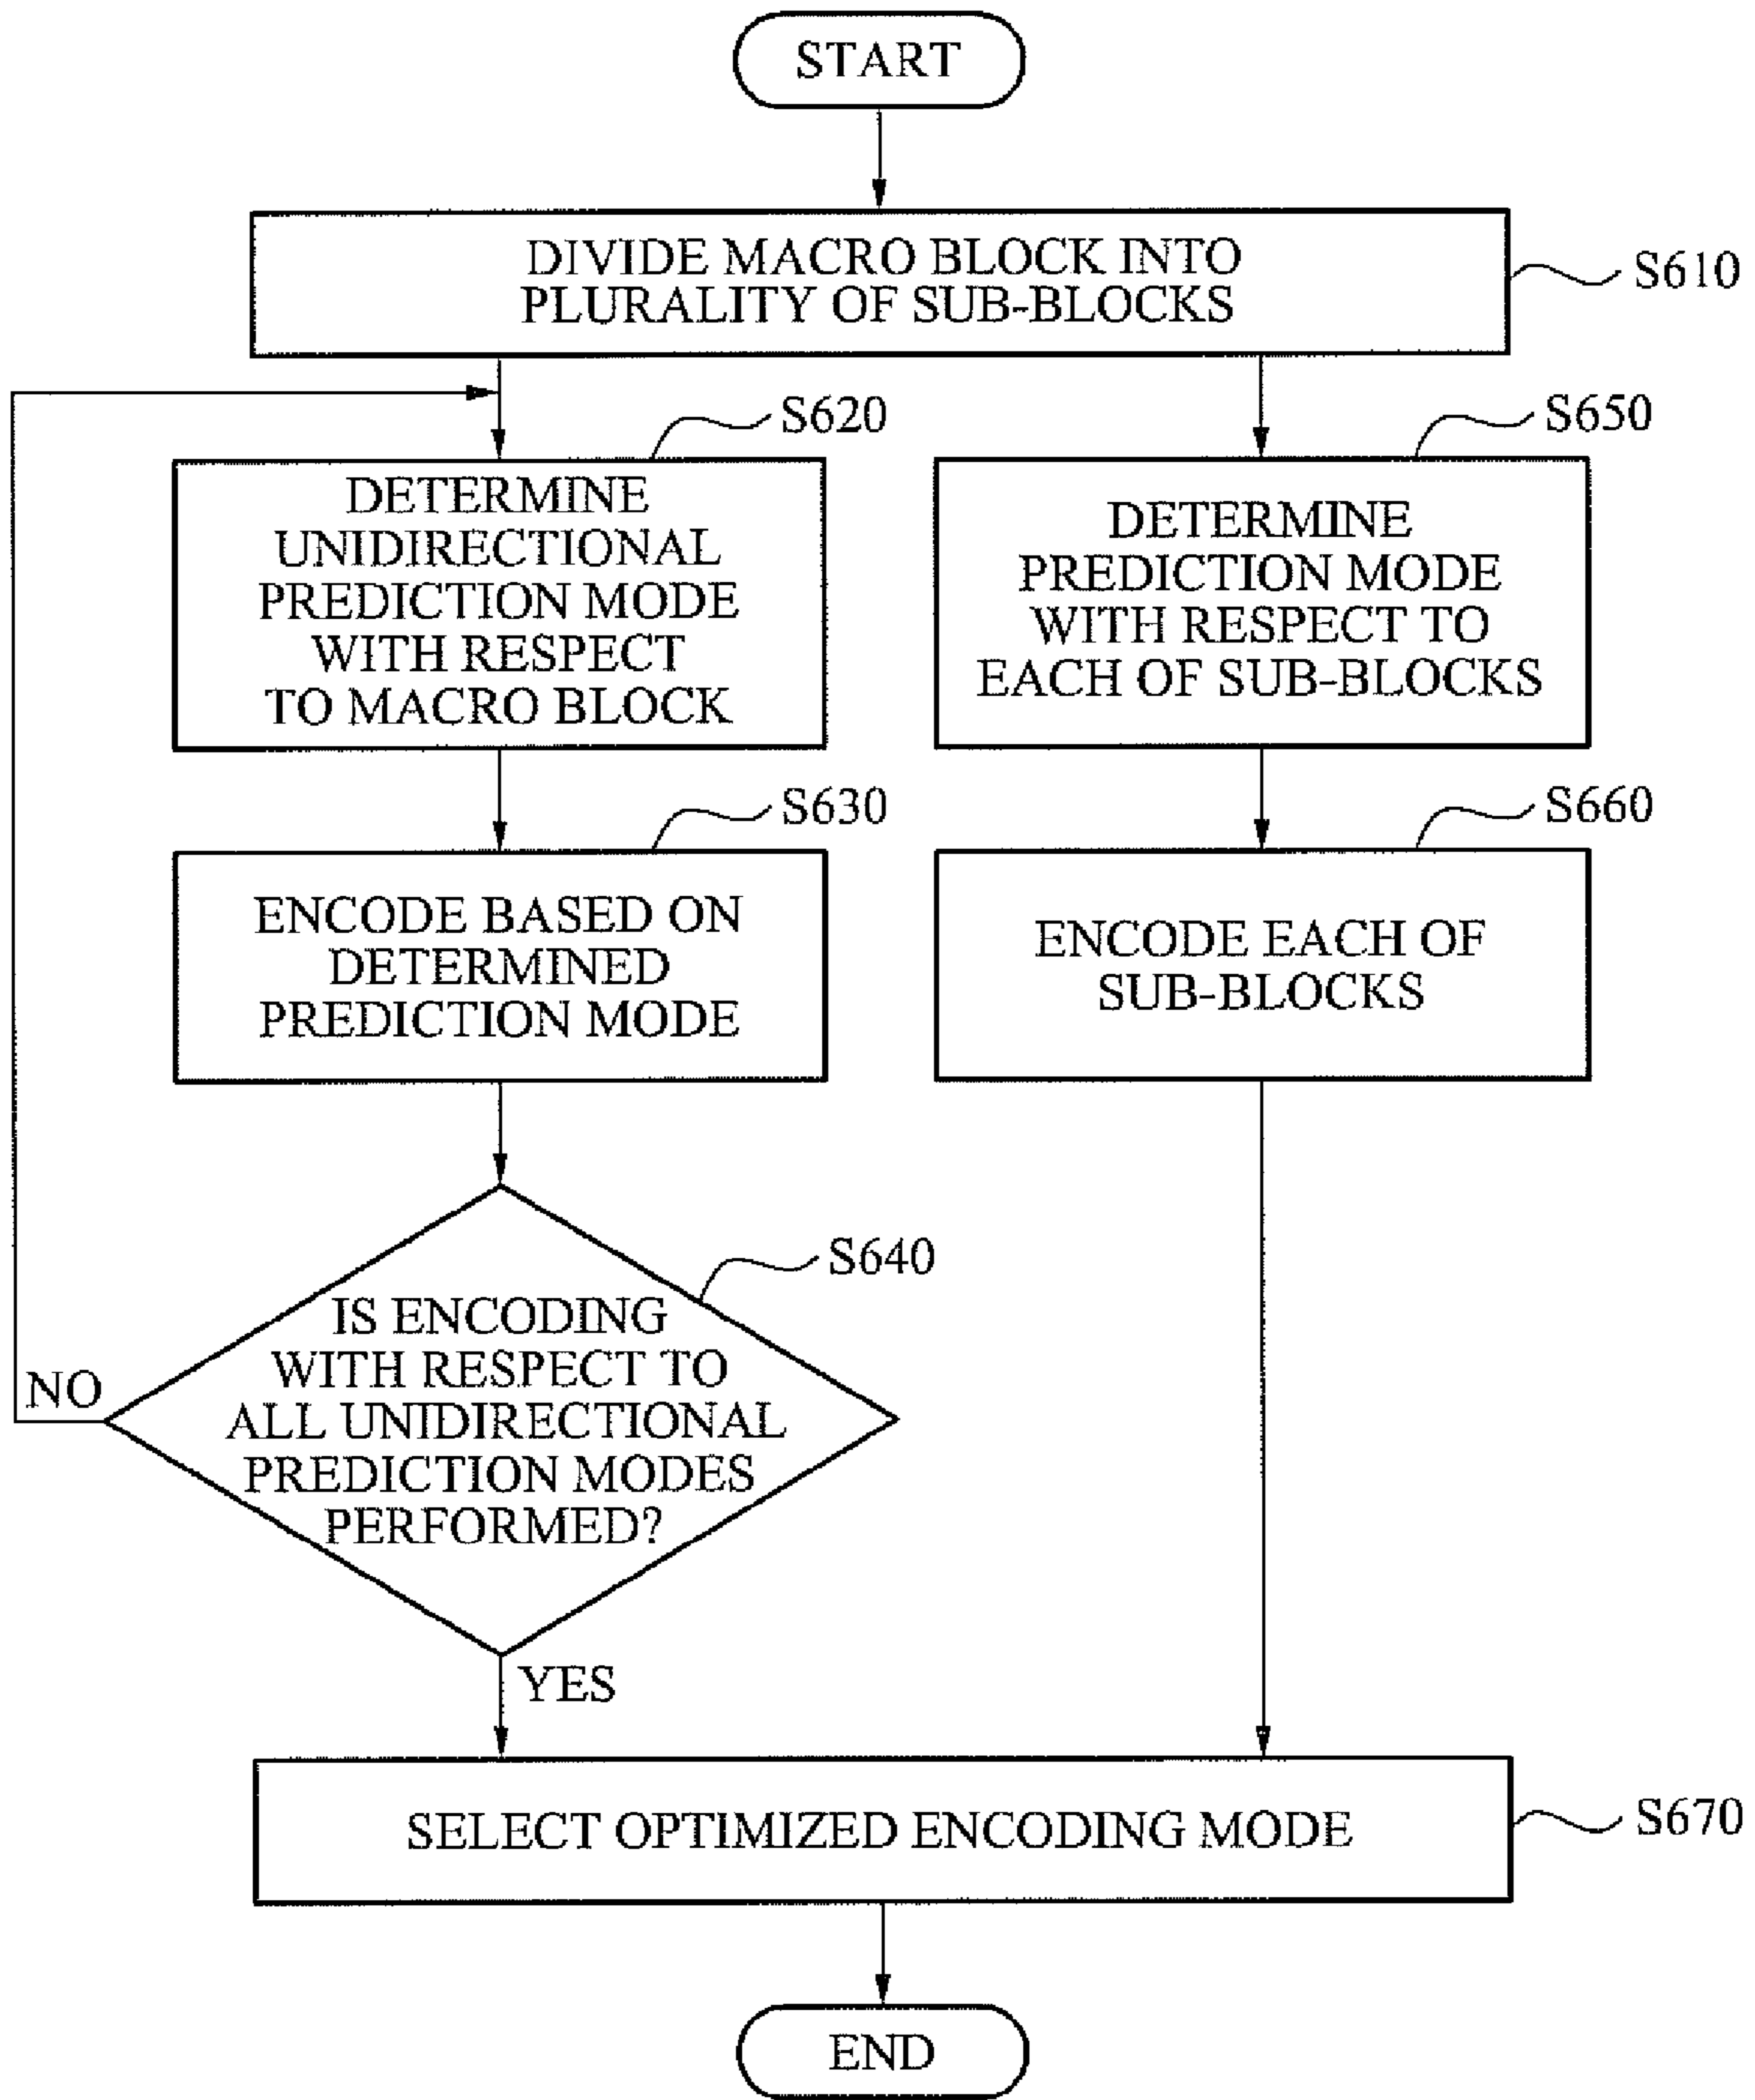 START
DIVIDE MACRO BLOCK INTO
PLURALITY OF SUB-BLOCKS
S610
S620
DETERMINE
UNIDIRECTIONAL
PREDICTION MODE
WITH RESPECT
TO MACRO BLOCK
S650
DETERMINE
PREDICTION MODE
WITH RESPECT TO
EACH OF SUB-BLOCKS
S630
ENCODE BASED ON
DETERMINED
PREDICTION MODE
S660
ENCODE EACH OF
SUB-BLOCKS
S640
IS ENCODING
WITH RESPECT TO
ALL UNIDIRECTIONAL
PREDICTION MODES
PERFORMED?
NO
YES
SELECT OPTIMIZED ENCODING MODE
S670
END